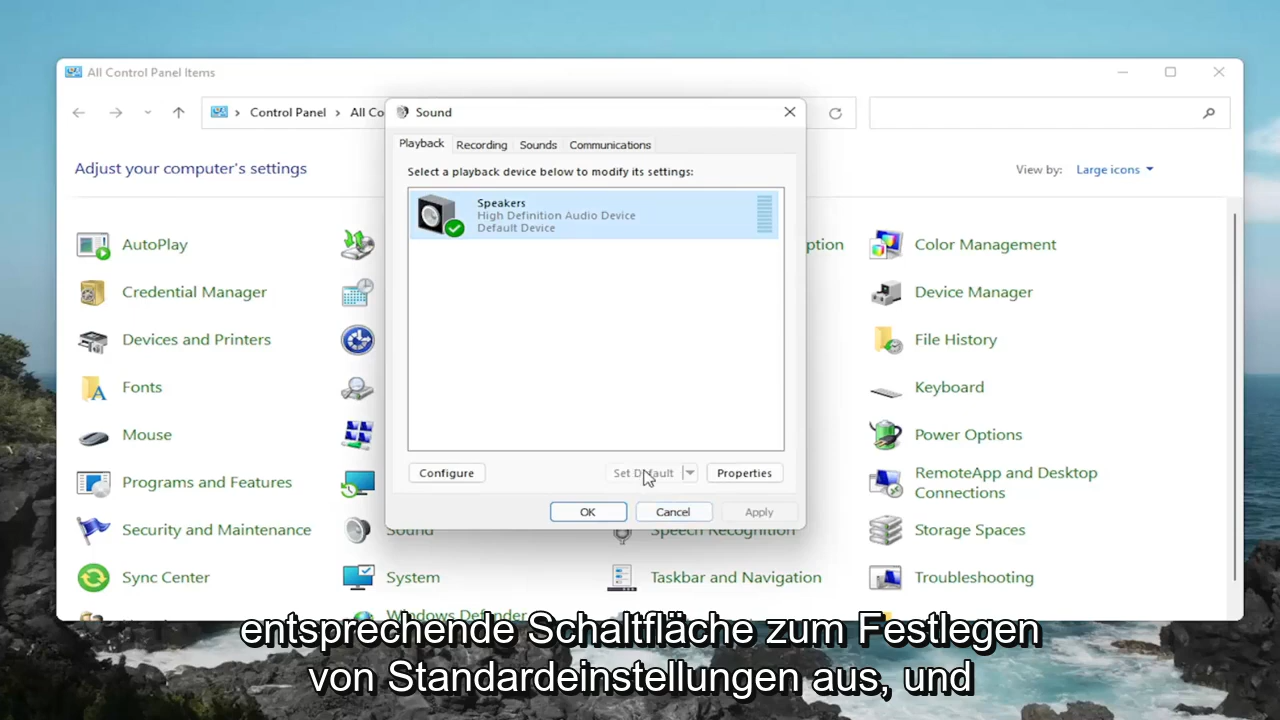 All Control Panel Items
Control Panel
All Co
Adjust your computer's settings
View by:
Large icons
Sound
Playback
Recording
Sounds
Communications
Select a playback device below to modify its settings:
Speakers
High Definition Audio Device
Default Device
Configure
Set Default
Properties
OK
Cancel
Apply
AutoPlay
Credential Manager
Devices and Printers
Fonts
Mouse
Programs and Features
Security and Maintenance
Sync Center
Sound
System
Windows Defender
Speech Recognition
Taskbar and Navigation
ption
Color Management
Device Manager
File History
Keyboard
Power Options
RemoteApp and Desktop
Connections
Storage Spaces
Troubleshooting
entsprechende Schaltfläche zum Festlegen
von Standardeinstellungen aus, und